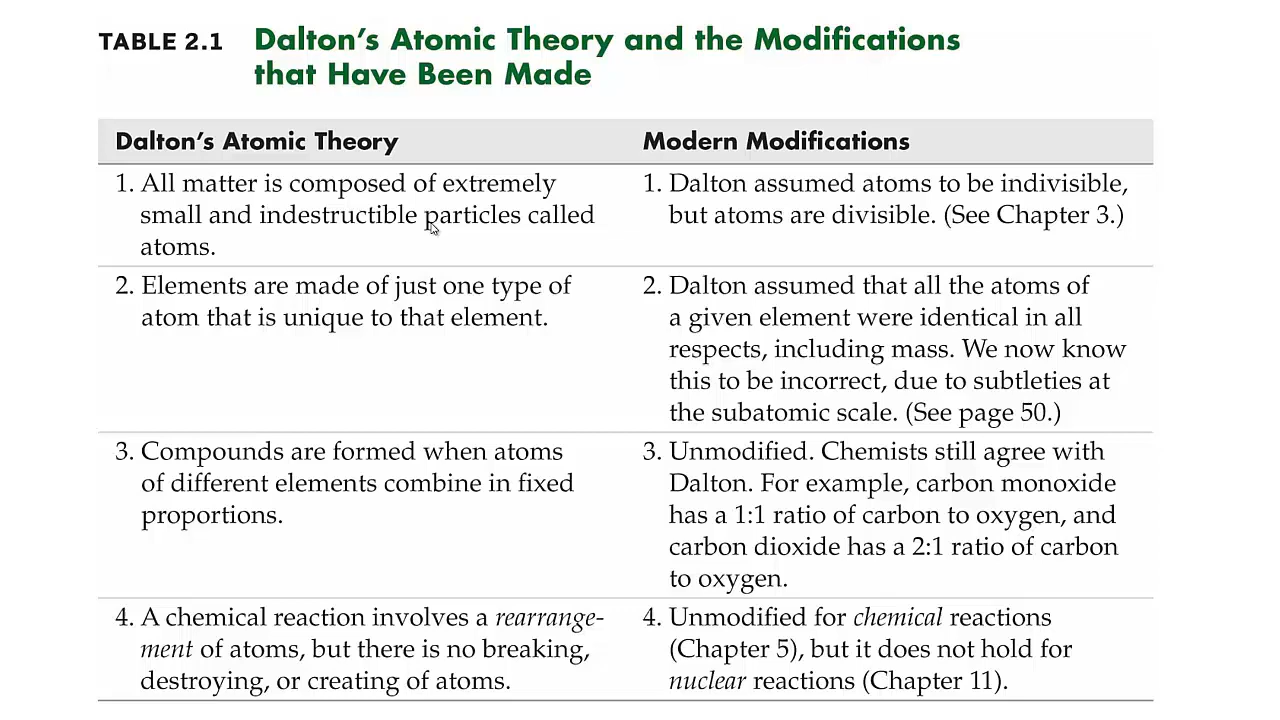 TABLE 2.1 Dalton's Atomic Theory and the Modifications
that Have Been Made
Dalton's Atomic Theory
Modern Modifications
1. All matter is composed of extremely
small and indestructible particles called
atoms.
1. Dalton assumed atoms to be indivisible,
but atoms are divisible. (See Chapter 3.)
2. Elements are made of just one type of
atom that is unique to that element.
2. Dalton assumed that all the atoms of
a given element were identical in all
respects, including mass. We now know
this to be incorrect, due to subtleties at
the subatomic scale. (See page 50.)
3. Compounds are formed when atoms
of different elements combine in fixed
proportions.
3. Unmodified. Chemists still agree with
Dalton. For example, carbon monoxide
has a 1:1 ratio of carbon to oxygen, and
carbon dioxide has a 2:1 ratio of carbon
to oxygen.
4. A chemical reaction involves a rearrange-
ment of atoms, but there is no breaking,
destroying, or creating of atoms.
4. Unmodified for chemical reactions
(Chapter 5), but it does not hold for
nuclear reactions (Chapter 11).